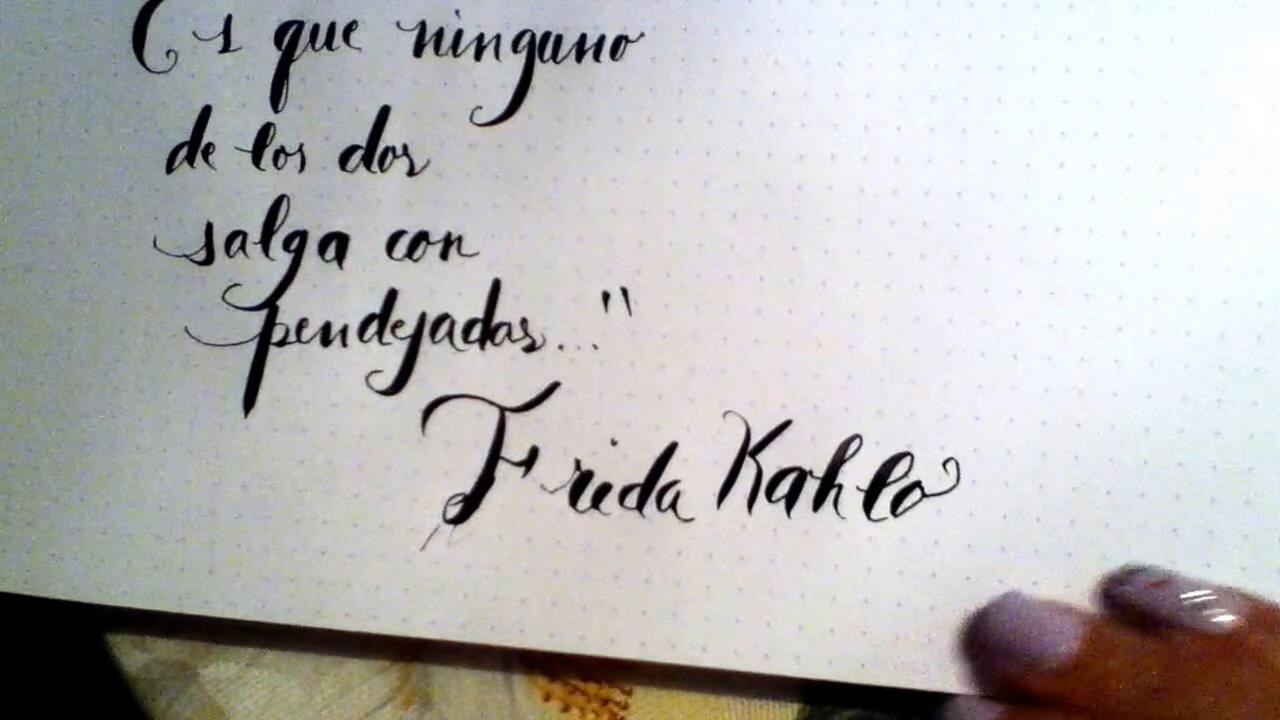 Es que ninguno
de los dos
salga con
pendejadas..."
Frida Kahlo